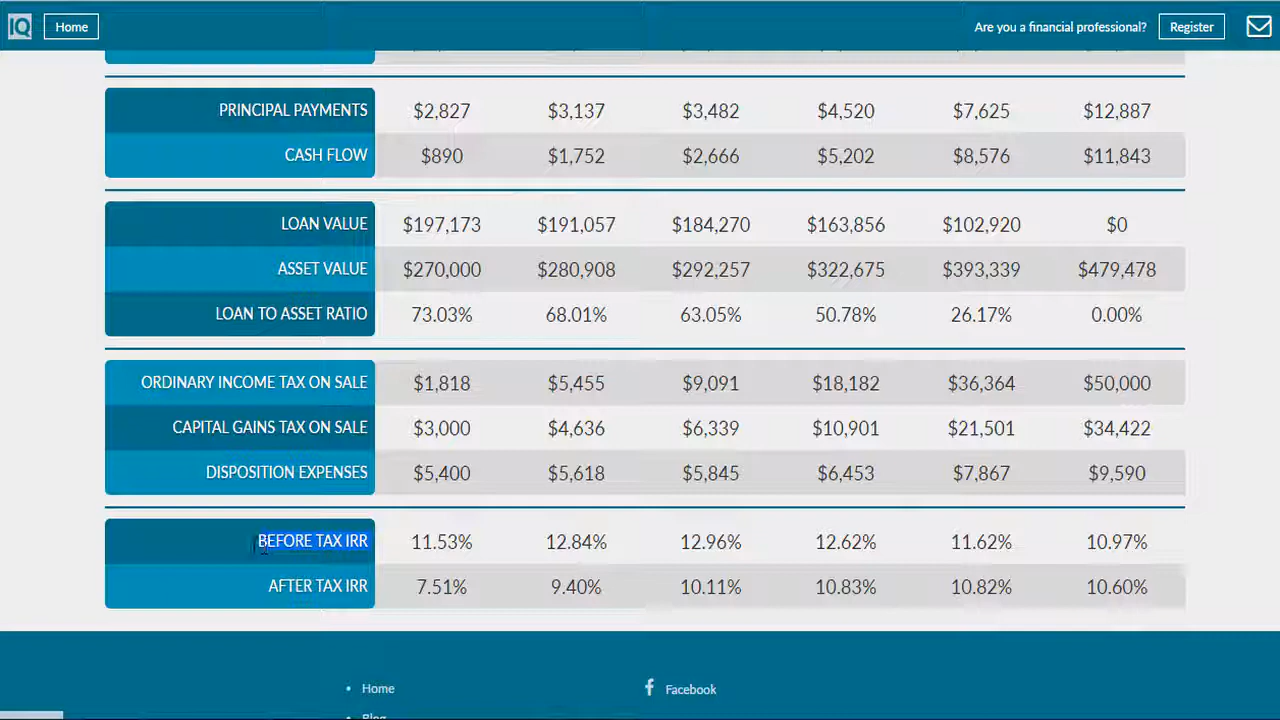 IQ Home Are you a financial professional? Register
PRINCIPAL PAYMENTS $2,827 $3,137 $3,482 $4,520 $7,625 $12,887
CASH FLOW $890 $1,752 $2,666 $5,202 $8,576 $11,843
LOAN VALUE $197,173 $191,057 $184,270 $163,856 $102,920 $0
ASSET VALUE $270,000 $280,908 $292,257 $322,675 $393,339 $479,478
LOAN TO ASSET RATIO 73.03% 68.01% 63.05% 50.78% 26.17% 0.00%
ORDINARY INCOME TAX ON SALE $1,818 $5,455 $9,091 $18,182 $36,364 $50,000
CAPITAL GAINS TAX ON SALE $3,000 $4,636 $6,339 $10,901 $21,501 $34,422
DISPOSITION EXPENSES $5,400 $5,618 $5,845 $6,453 $7,867 $9,590
BEFORE TAX IRR 11.53% 12.84% 12.96% 12.62% 11.62% 10.97%
AFTER TAX IRR 7.51% 9.40% 10.11% 10.83% 10.82% 10.60%
• Home Facebook
• Blog